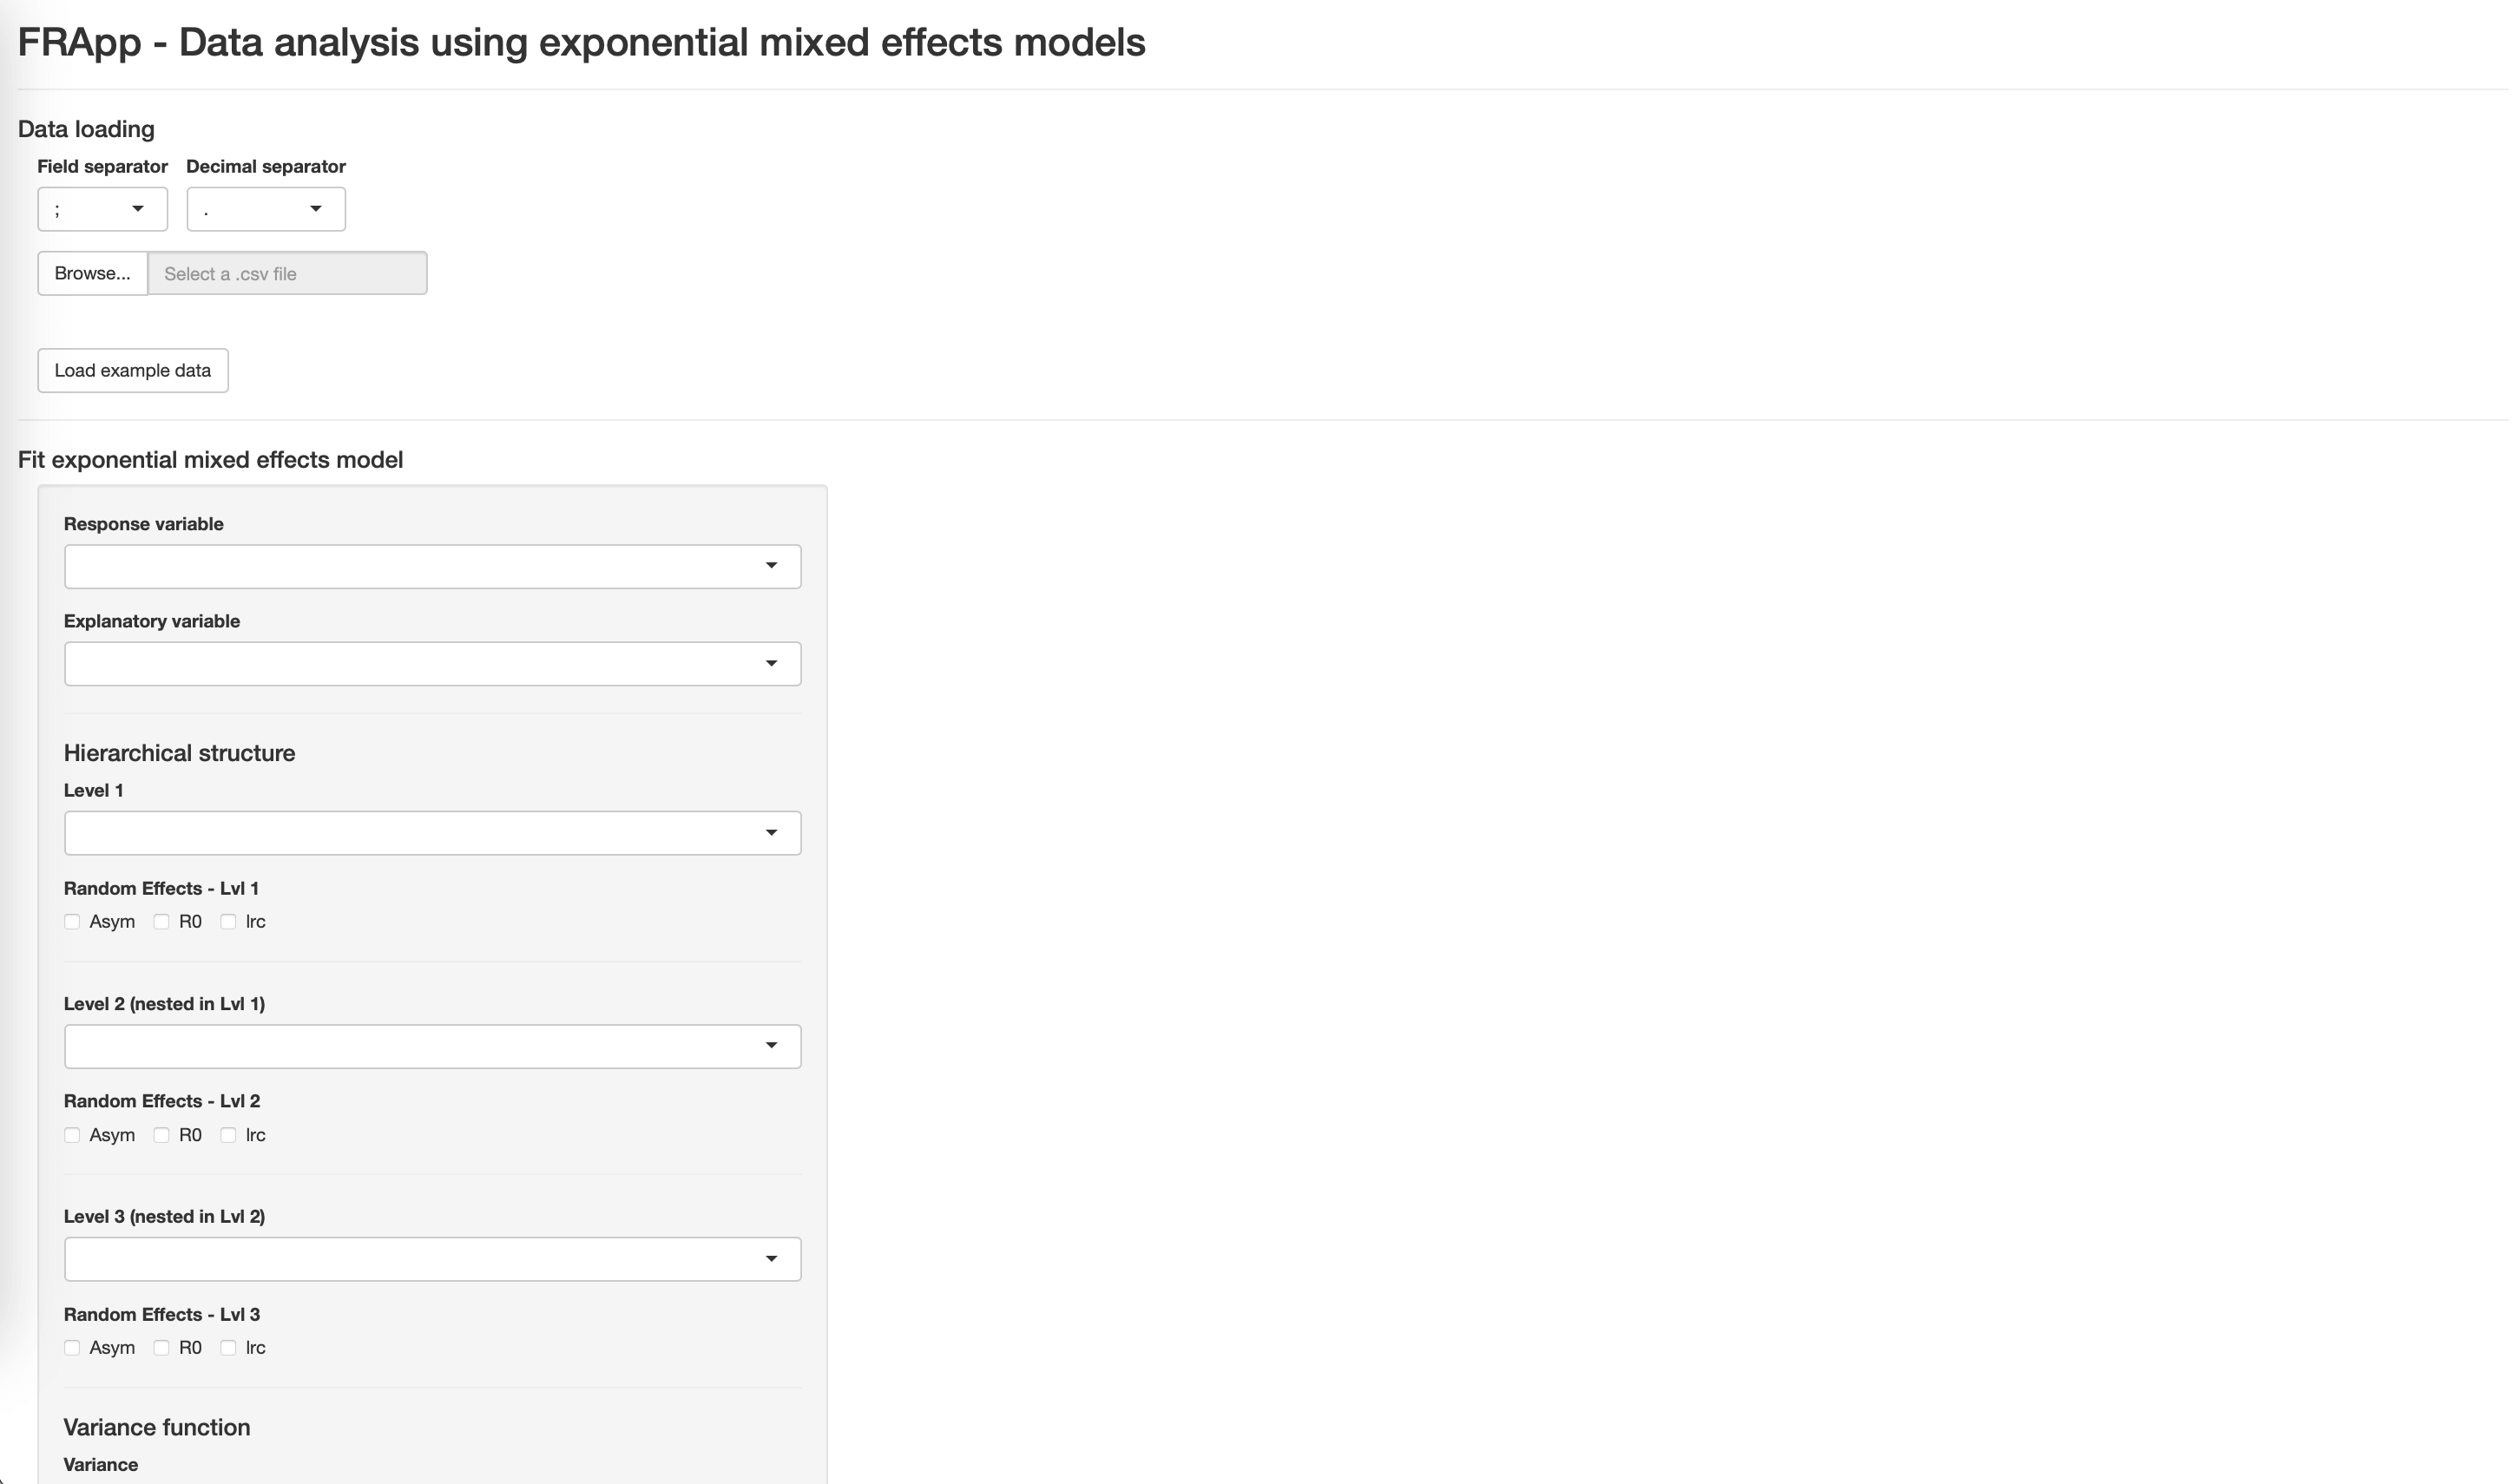 FRApp - Data analysis using exponential mixed effects models
Data loading
Field separator Decimal separator
; .
Browse... Select a .csv file
Load example data
Fit exponential mixed effects model
Response variable
Explanatory variable
Hierarchical structure
Level 1
Random Effects - Lvl 1
Asym R0 lrc
Level 2 (nested in Lvl 1)
Random Effects - Lvl 2
Asym R0 lrc
Level 3 (nested in Lvl 2)
Random Effects - Lvl 3
Asym R0 lrc
Variance function
Variance